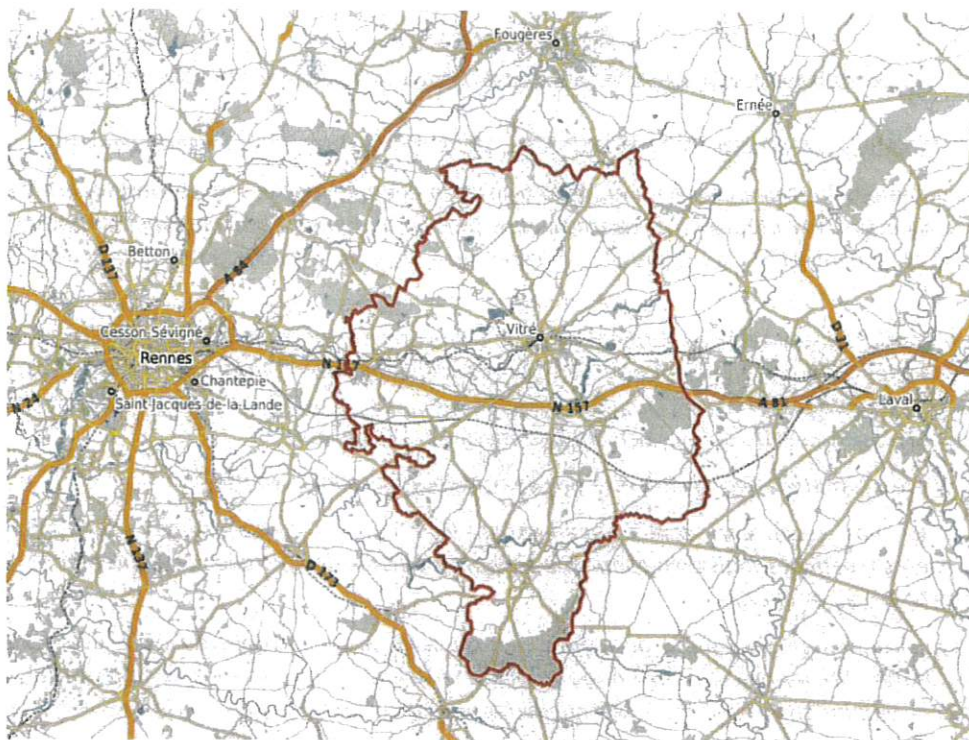 Fougères
Ernée
D 137
Betton
A 84
Cesson-Sévigné
Rennes
Vitré
D 31
N 157
Chantepie
Saint-Jacques-de-la-Lande
N 24
N 157
A 81
Laval
N 137
D 173